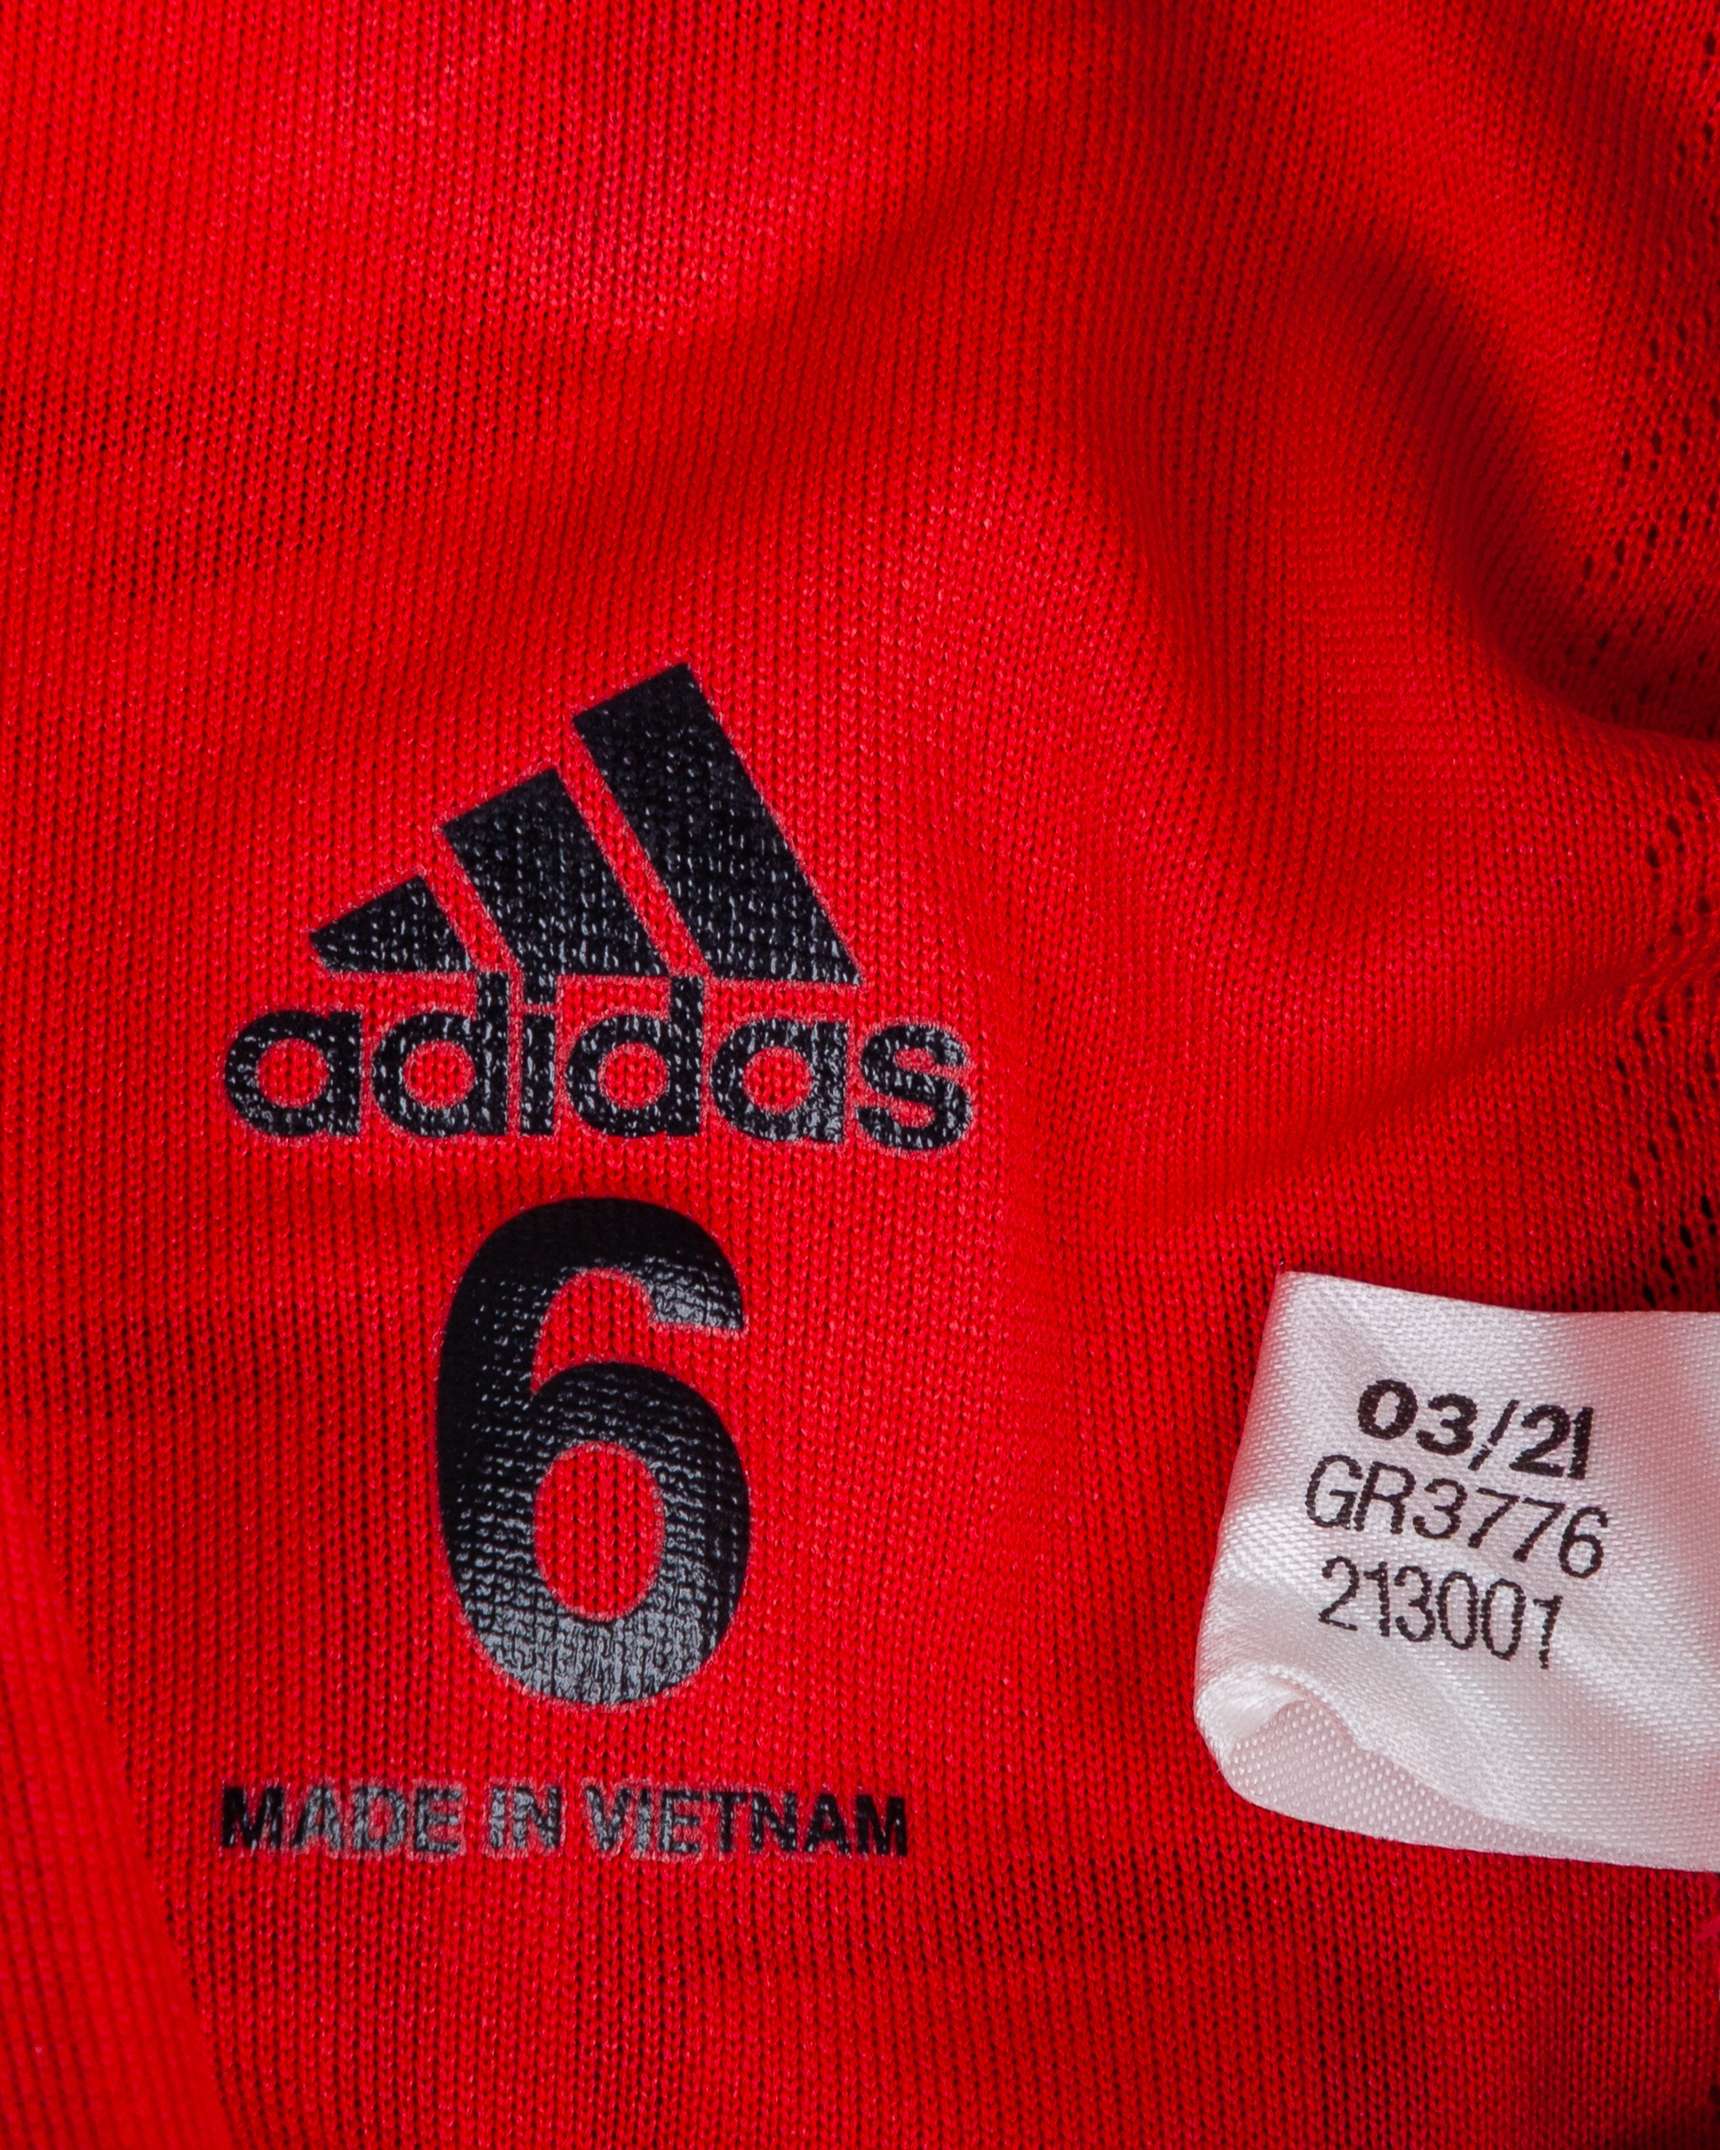 adidas
6
MADE IN VIETNAM
03/21
GR3776
213001